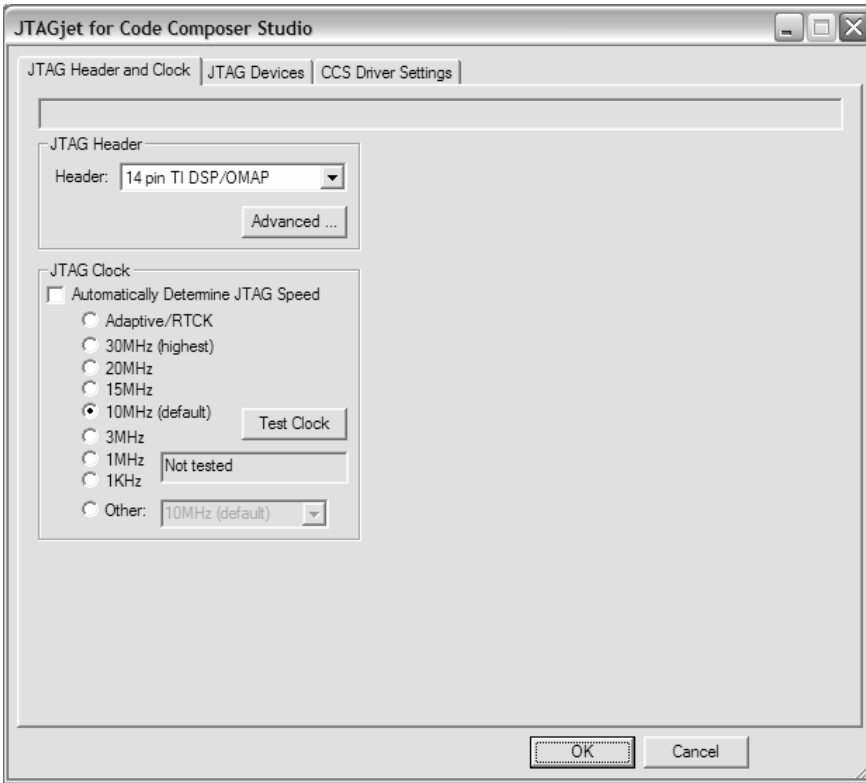 JTAGjet for Code Composer Studio
JTAG Header and Clock
JTAG Devices
CCS Driver Settings
JTAG Header
Header: 14 pin TI DSP/OMAP
Advanced ...
JTAG Clock
Automatically Determine JTAG Speed
Adaptive/RTCK
30MHz (highest)
20MHz
15MHz
10MHz (default)
Test Clock
3MHz
1MHz
Not tested
1KHz
Other: 10MHz (default)
OK
Cancel